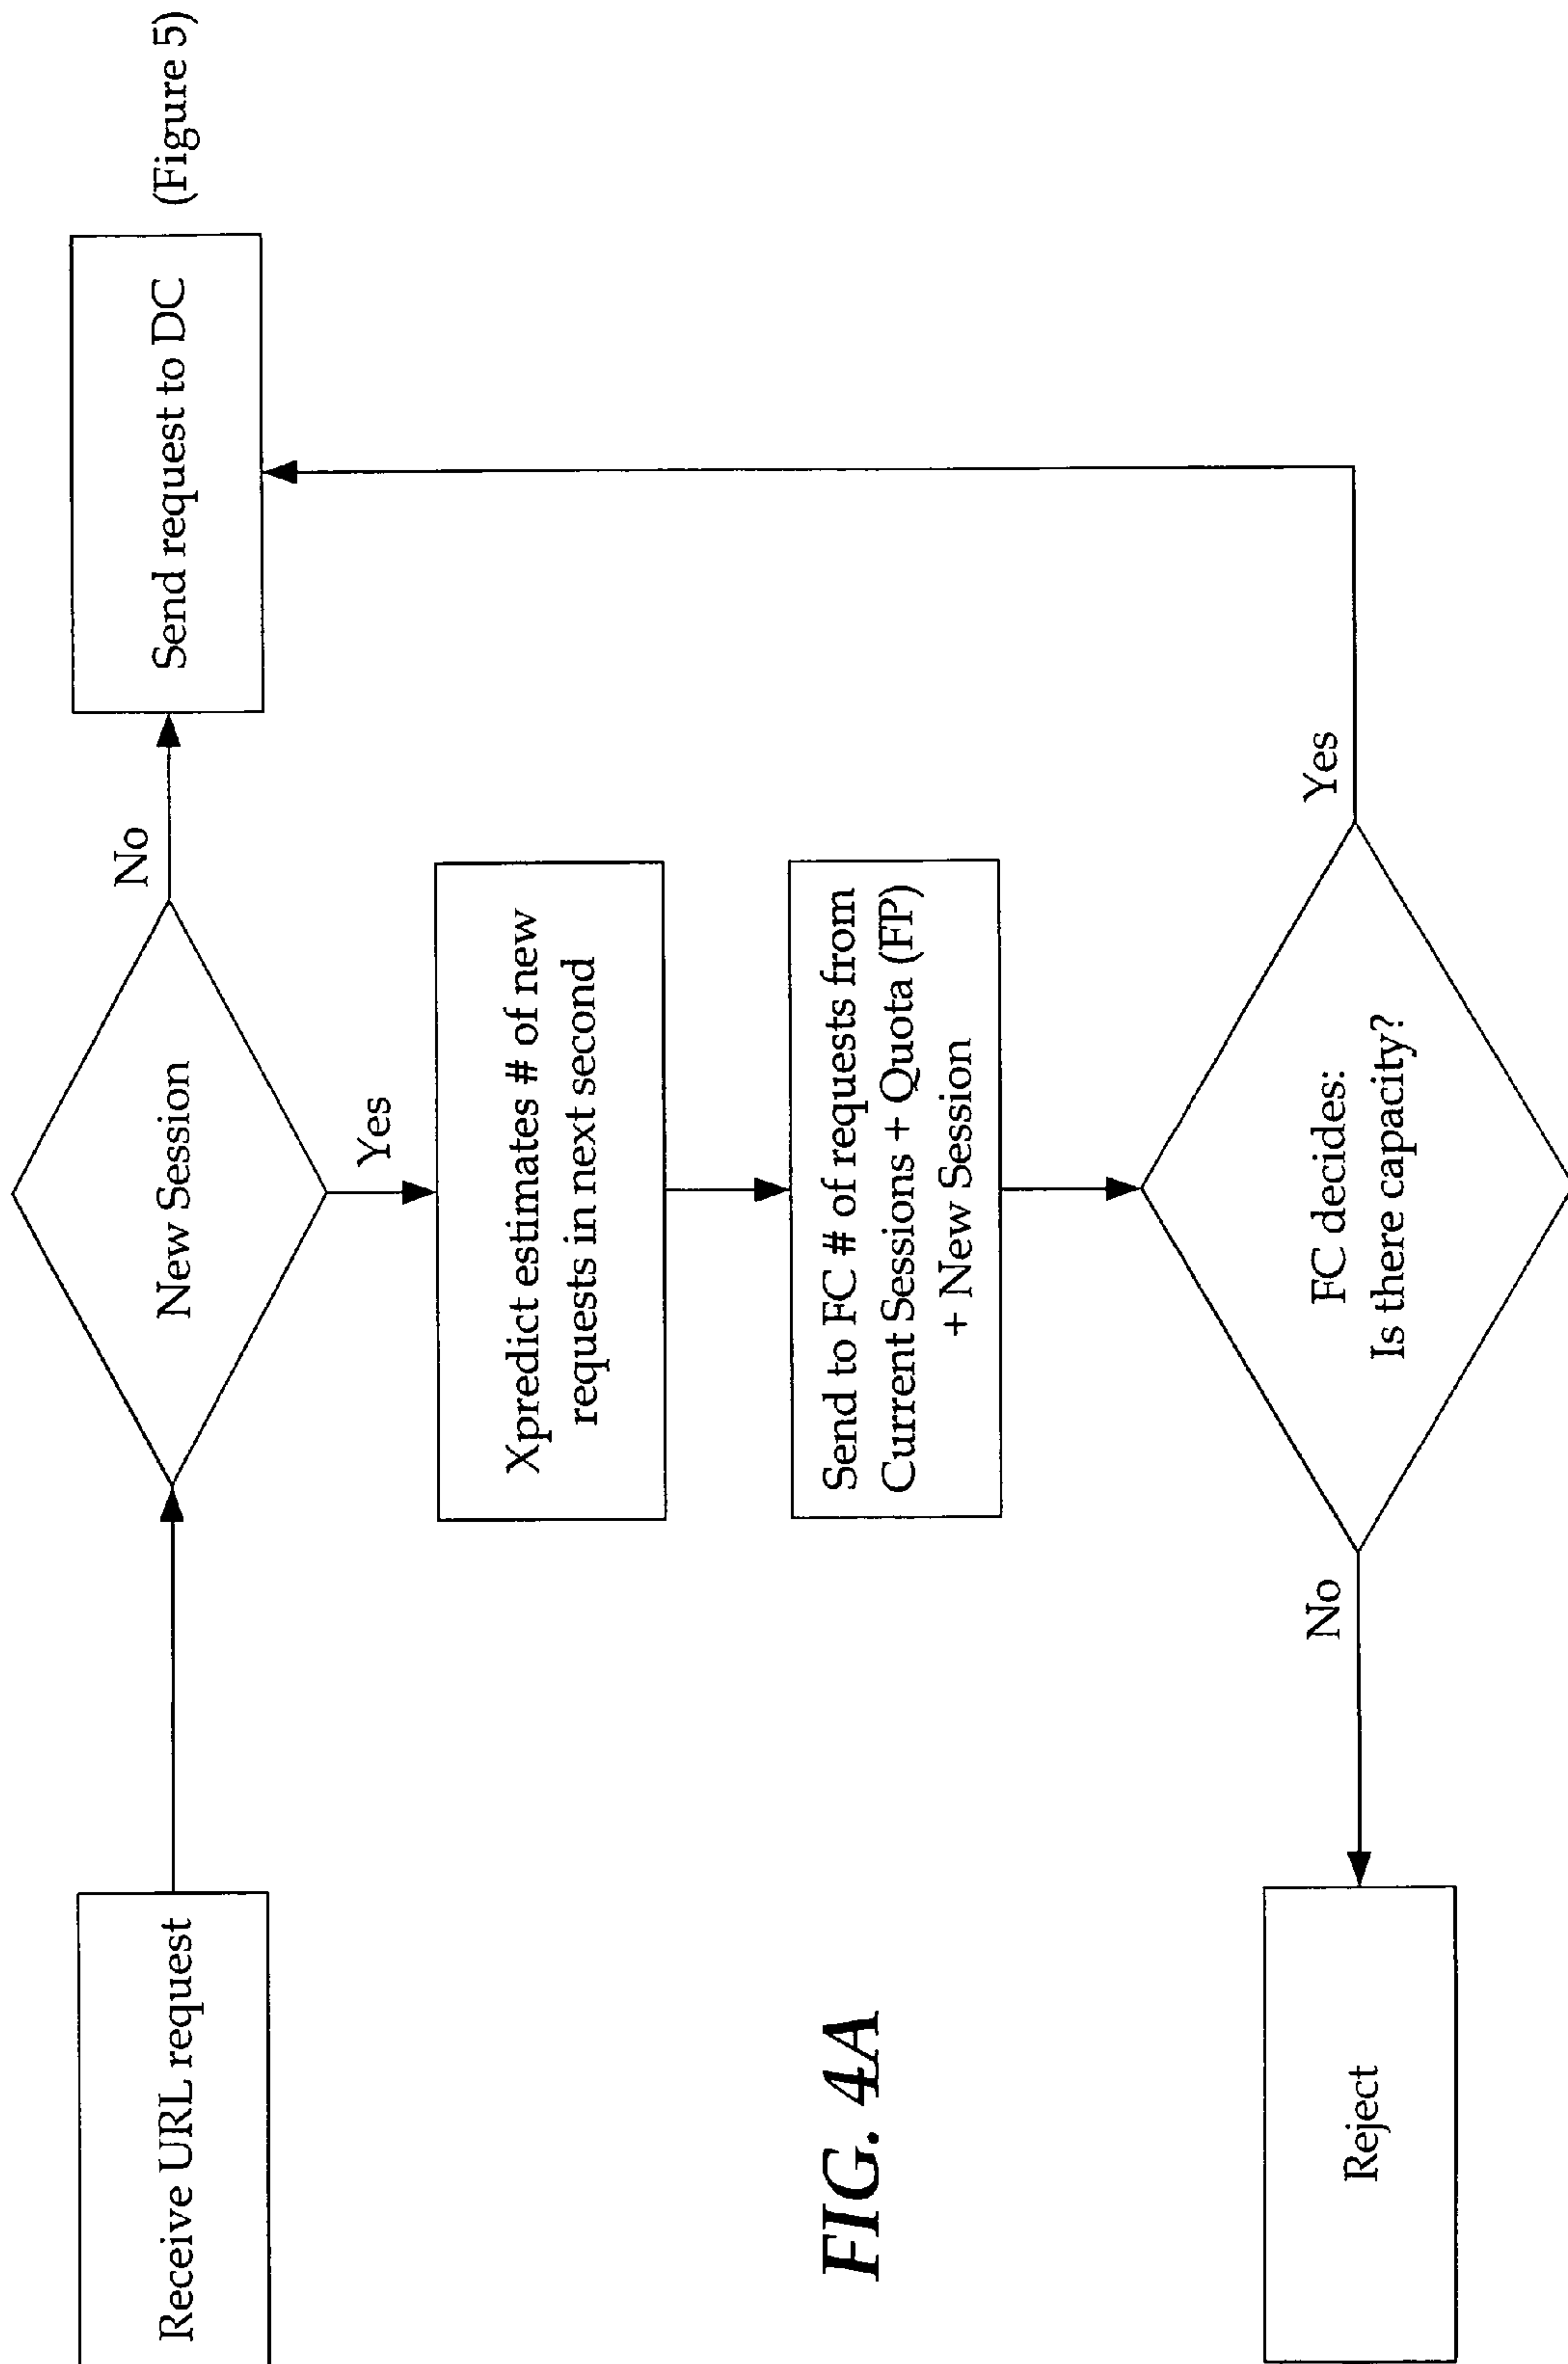 Receive URL request
New Session
No
Send request to DC
(Figure 5)
Yes
Xpredict estimates # of new
requests in next second
Send to FC # of requests from
Current Sessions + Quota (FP)
+ New Session
FC decides:
Is there capacity?
Yes
No
Reject
FIG. 4A